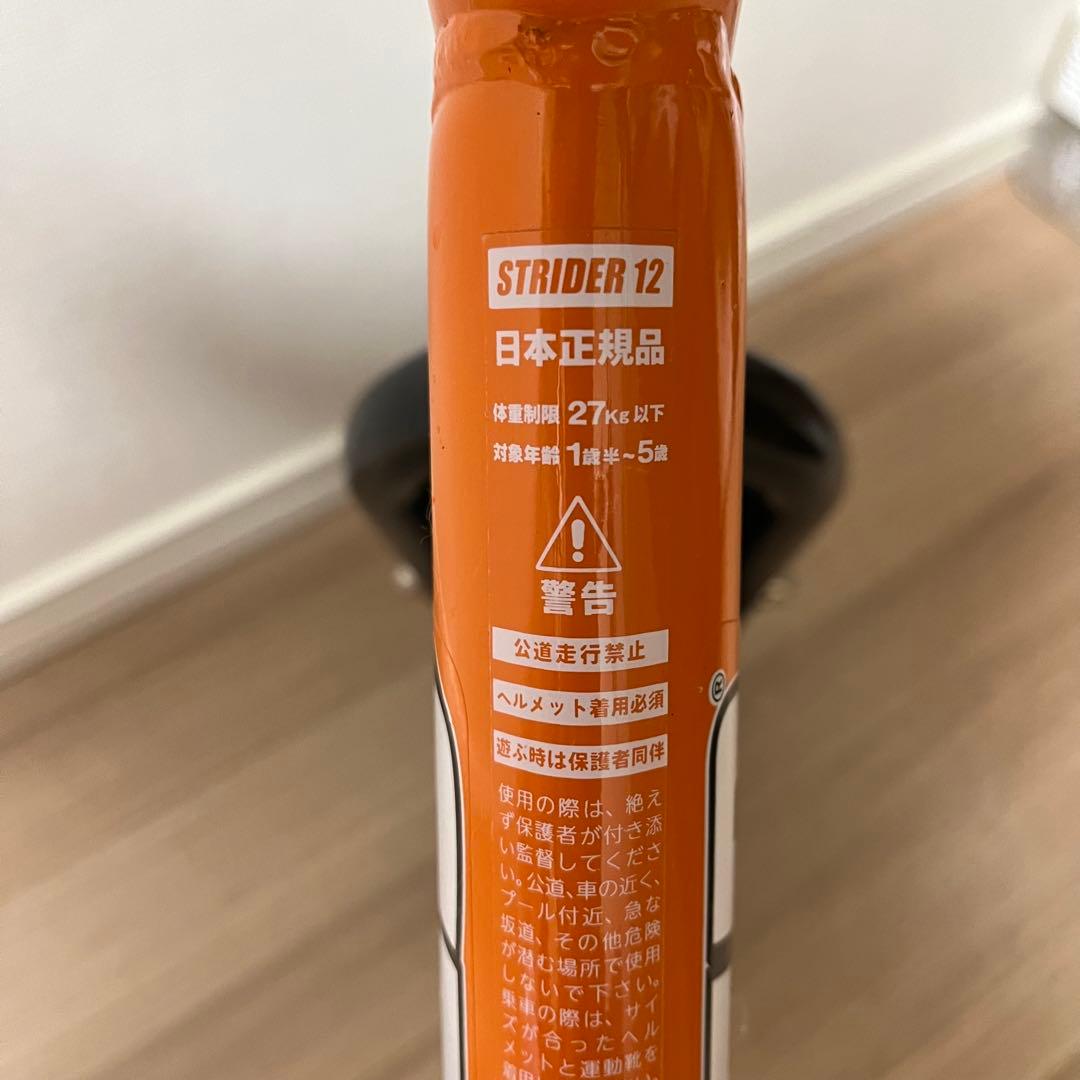 STRIDER 12
日本正規品
体重制限 27Kg以下
対象年齢 1歳半~5歳
警告
公道走行禁止
ヘルメット着用必須
遊ぶ時は保護者同伴
®
使用の際は、絶え
ず保護者が付き添
い監督してくださ
い。公道、車の近く、
プール付近、急な
坂道、その他危険
が潜む場所で使用
しないで下さい。
乗車の際は、サイ
ズが合ったヘル
メットと運動靴を
着用